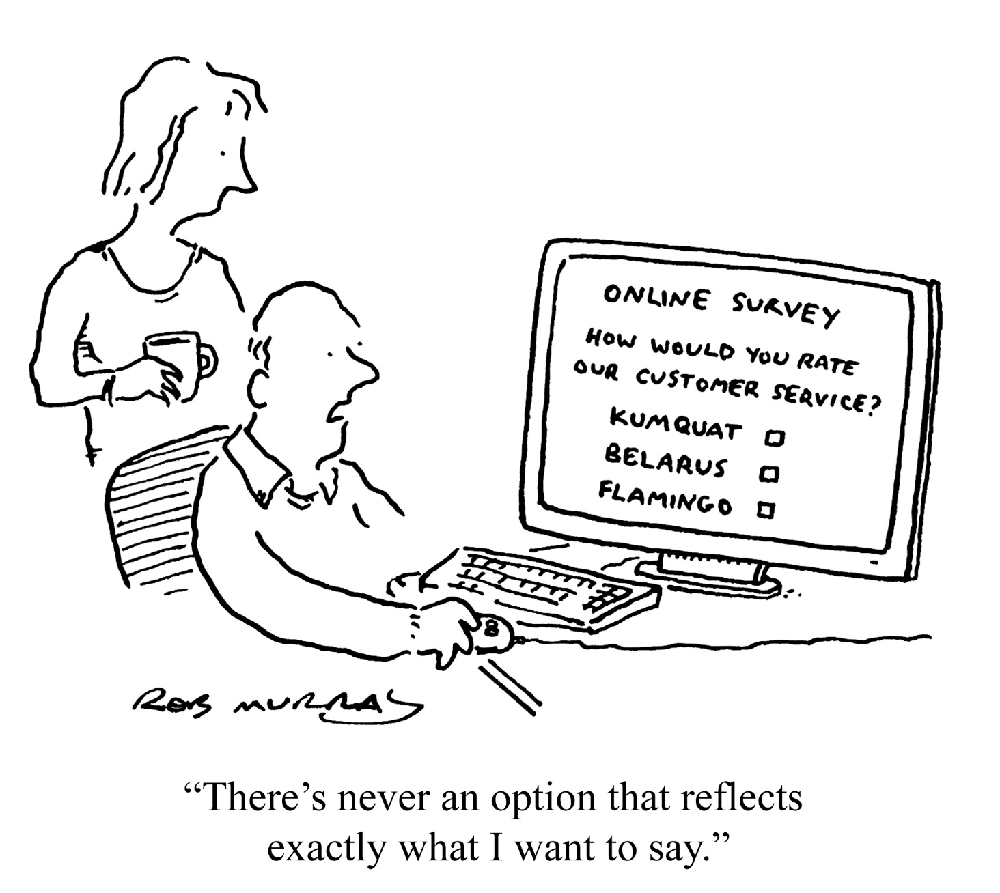 ONLINE SURVEY
HOW WOULD YOU RATE
OUR CUSTOMER SERVICE?
KUMQUAT
BELARUS
FLAMINGO
8
ROB MURRAY
“There’s never an option that reflects
exactly what I want to say.”